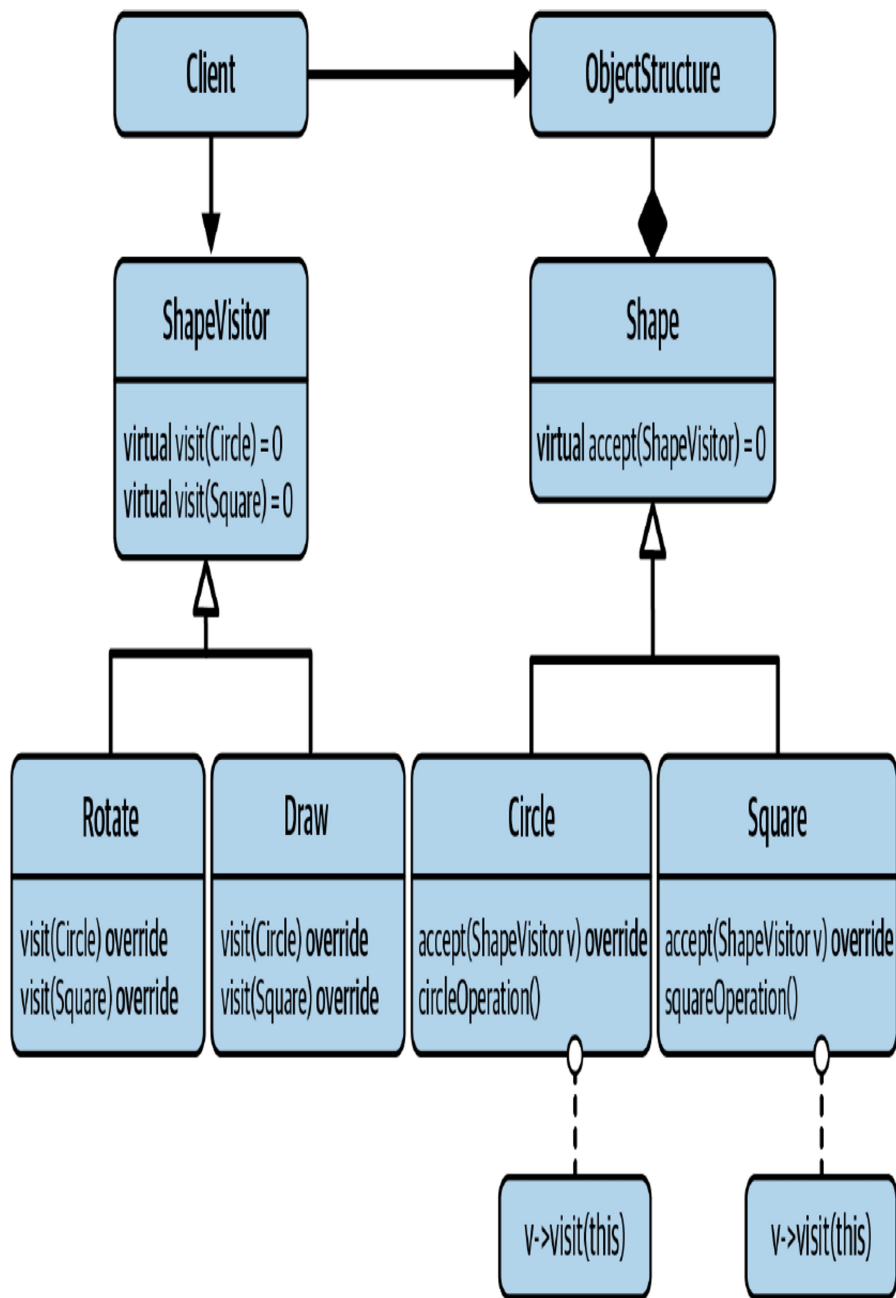 Client
ObjectStructure
ShapeVisitor
virtual visit(Circle) = 0
virtual visit(Square) = 0
Shape
virtual accept(ShapeVisitor) = 0
Rotate
visit(Circle) override
visit(Square) override
Draw
visit(Circle) override
visit(Square) override
Circle
accept(ShapeVisitor v) override
circleOperation()
Square
accept(ShapeVisitor v) override
squareOperation()
v->visit(this)
v->visit(this)